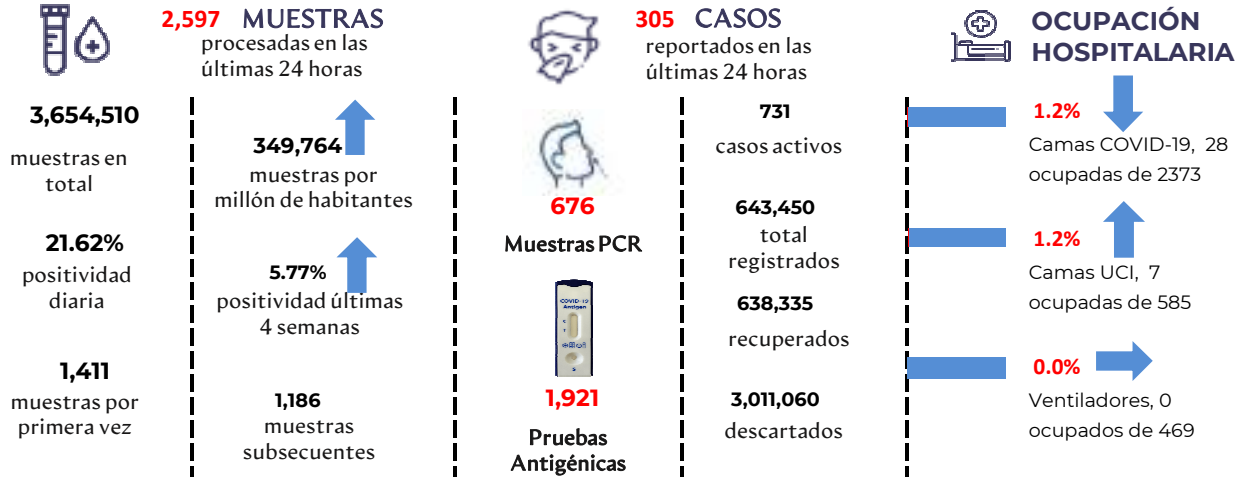 2,597 MUESTRAS
procesadas en las
últimas 24 horas
3,654,510
muestras en
total
21.62%
positividad
diaria
1,411
muestras por
primera vez
349,764
muestras por
millón de habitantes
5.77%
positividad últimas
4 semanas
1,186
muestras
subsecuentes
305 CASOS
reportados en las
últimas 24 horas
676
Muestras PCR
COVID-19
Antigen
C
T
S
1,921
Pruebas
Antigénicas
731
casos activos
643,450
total
registrados
638,335
recuperados
3,011,060
descartados
OCUPACIÓN
HOSPITALARIA
1.2%
Camas COVID-19, 28
ocupadas de 2373
1.2%
Camas UCI, 7
ocupadas de 585
0.0%
Ventiladores, 0
ocupados de 469